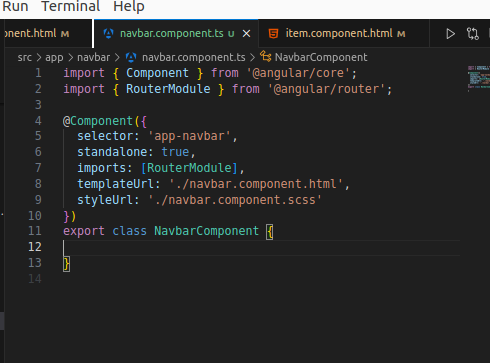 Run Terminal Help
onent.html M navbar.component.ts U item.component.html M
src > app > navbar > navbar.component.ts > NavbarComponent
1 import { Component } from '@angular/core';
2 import { RouterModule } from '@angular/router';
3
4 @Component({
5 selector: 'app-navbar',
6 standalone: true,
7 imports: [RouterModule],
8 templateUrl: './navbar.component.html',
9 styleUrl: './navbar.component.scss'
10 })
11 export class NavbarComponent {
12
13 }
14